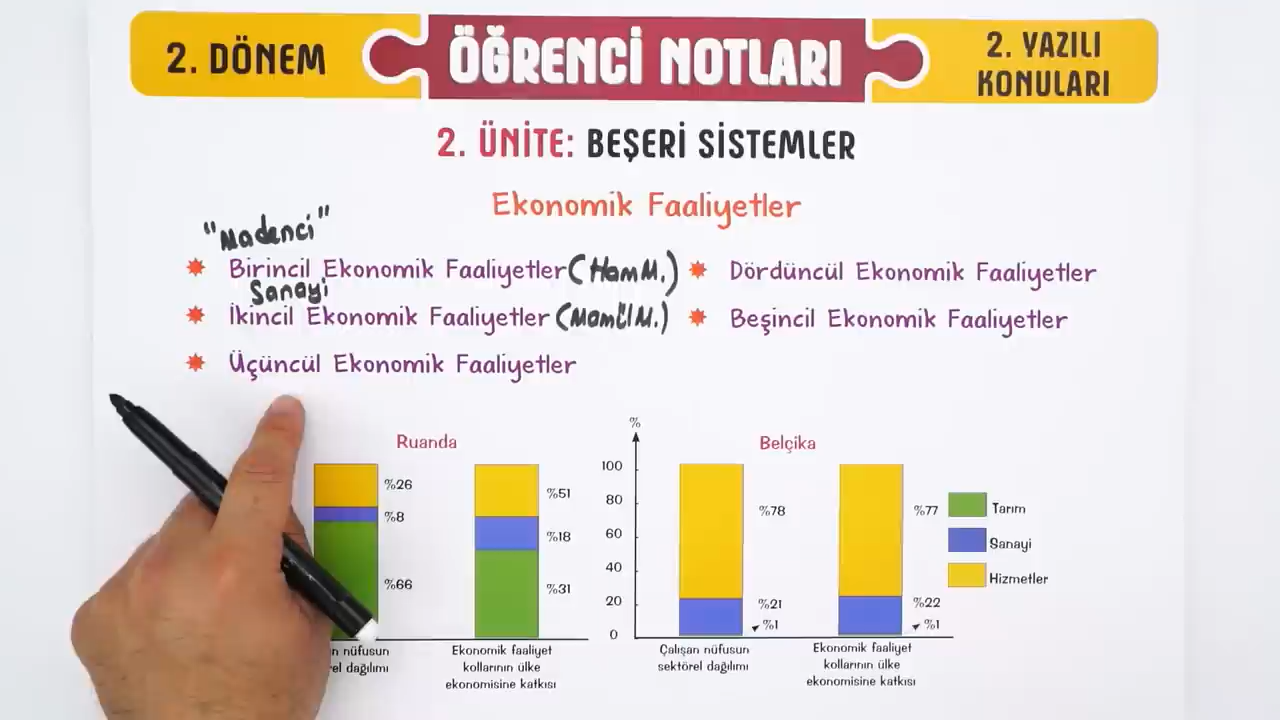 2. DÖNEM
ÖĞRENCİ NOTLARI
2. YAZILI
KONULARI
2. ÜNİTE: BEŞERİ SİSTEMLER
Ekonomik Faaliyetler
"Madenci"
Birincil Ekonomik Faaliyetler (Ham M.)
Sanayi
İkincil Ekonomik Faaliyetler (Mamül M.)
Üçüncül Ekonomik Faaliyetler
Dördüncül Ekonomik Faaliyetler
Beşincil Ekonomik Faaliyetler
Ruanda
%26
%8
%66
%51
%18
%31
nüfusun
dağılımı
Ekonomik faaliyet
kollarının ülke
ekonomisine katkısı
Belçika
%
100
80
60
40
20
0
%78
%21
%1
%77
%22
%1
Çalışan nüfusun
sektörel dağılımı
Ekonomik faaliyet
kollarının ülke
ekonomisine katkısı
Tarım
Sanayi
Hizmetler